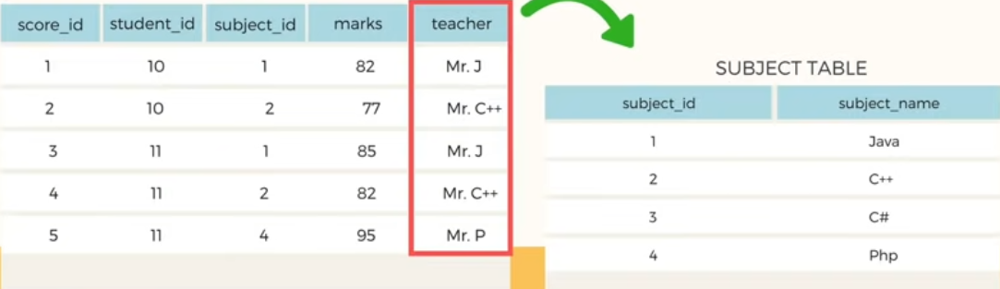 score_id student_id subject_id marks teacher
1 10 1 82 Mr. J
2 10 2 77 Mr. C++
3 11 1 85 Mr. J
4 11 2 82 Mr. C++
5 11 4 95 Mr. P
SUBJECT TABLE
subject_id subject_name
1 Java
2 C++
3 C#
4 Php